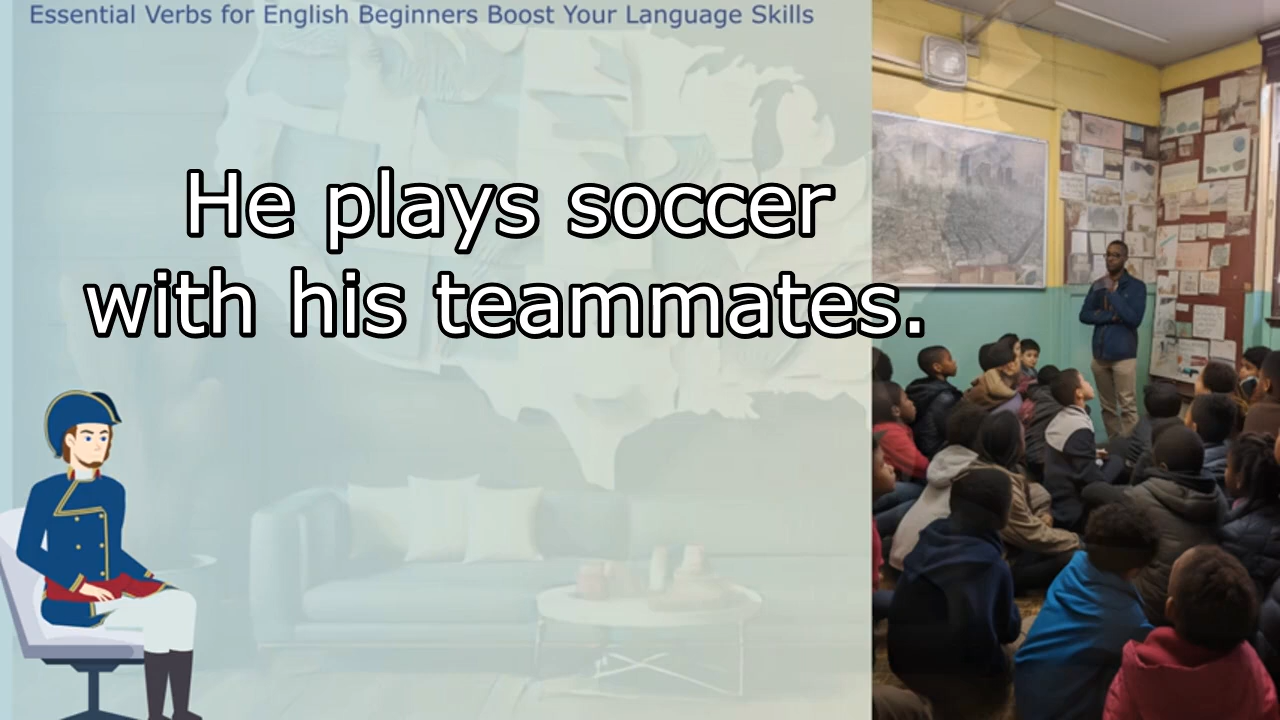 Essential Verbs for English Beginners Boost Your Language Skills
He plays soccer
with his teammates.